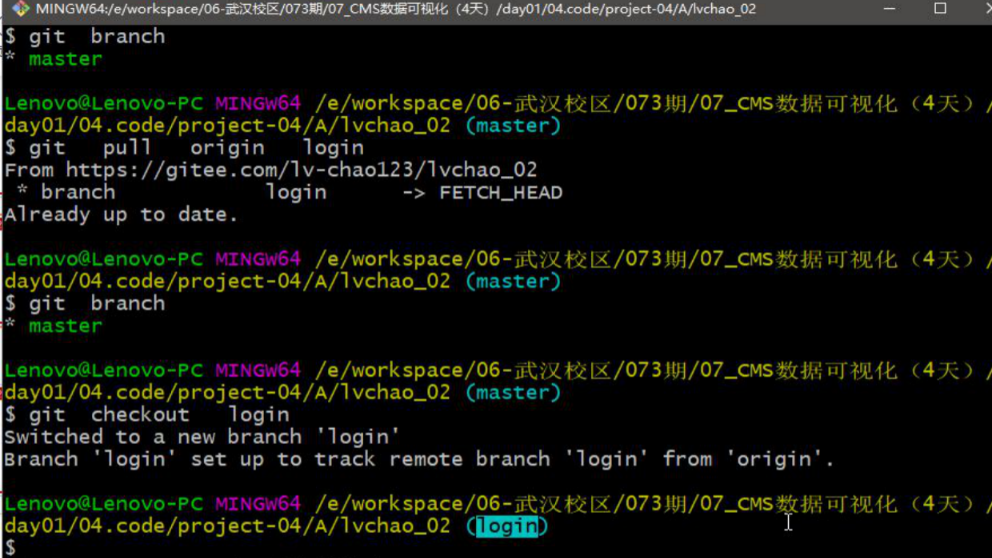 MINGW64:/e/workspace/06-武汉校区/073期/07_CMS数据可视化（4天）/day01/04.code/project-04/A/lvchao_02
$ git  branch
* master
Lenovo@Lenovo-PC MINGW64 /e/workspace/06-武汉校区/073期/07_CMS数据可视化（4天）/
day01/04.code/project-04/A/lvchao_02 (master)
$ git   pull   origin   login
From https://gitee.com/lv-chao123/lvchao_02
 * branch            login      -> FETCH_HEAD
Already up to date.
Lenovo@Lenovo-PC MINGW64 /e/workspace/06-武汉校区/073期/07_CMS数据可视化（4天）/
day01/04.code/project-04/A/lvchao_02 (master)
$ git  branch
* master
Lenovo@Lenovo-PC MINGW64 /e/workspace/06-武汉校区/073期/07_CMS数据可视化（4天）/
day01/04.code/project-04/A/lvchao_02 (master)
$ git  checkout   login
Switched to a new branch 'login'
Branch 'login' set up to track remote branch 'login' from 'origin'.
Lenovo@Lenovo-PC MINGW64 /e/workspace/06-武汉校区/073期/07_CMS数据可视化（4天）/
day01/04.code/project-04/A/lvchao_02 (login)
$